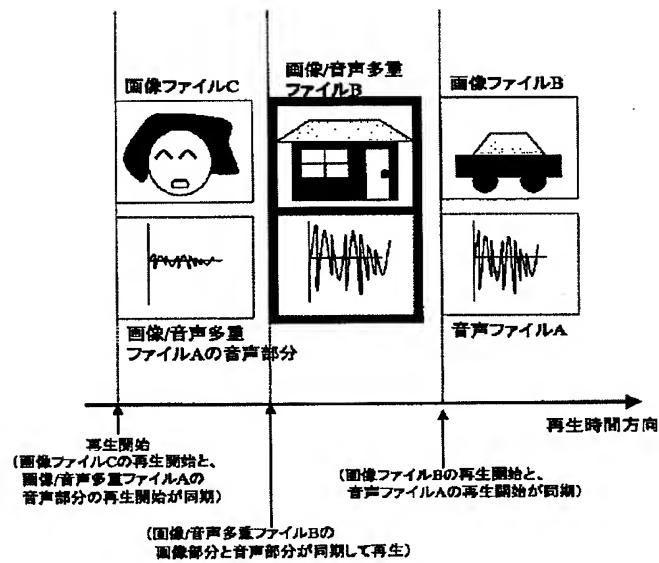 画像ファイルC
画像/音声多重
ファイルB
画像ファイルB
画像/音声多重
ファイルAの音声部分
音声ファイルA
再生時間方向
再生開始
(画像ファイルCの再生開始と、
画像/音声多重ファイルAの
音声部分の再生開始が同期)
(画像ファイルBの再生開始と、
音声ファイルAの再生開始が同期)
(画像/音声多重ファイルBの
画像部分と音声部分が同期して再生)